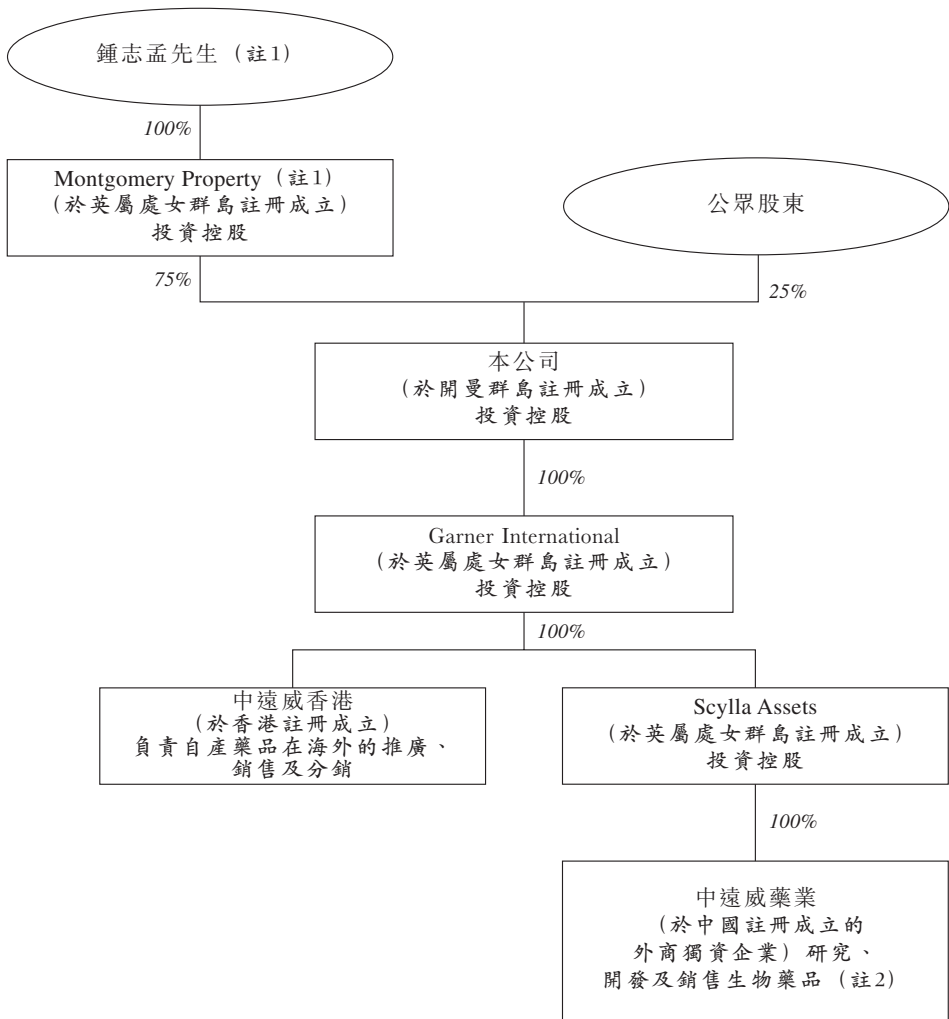 鍾志孟先生（註1）
100%
Montgomery Property（註1）
（於英屬處女群島註冊成立）
投資控股
公眾股東
75%
25%
本公司
（於開曼群島註冊成立）
投資控股
100%
Garner International
（於英屬處女群島註冊成立）
投資控股
100%
中遠威香港
（於香港註冊成立）
負責自產藥品在海外的推廣、
銷售及分銷
Scylla Assets
（於英屬處女群島註冊成立）
投資控股
100%
中遠威藥業
（於中國註冊成立的
外商獨資企業）研究、
開發及銷售生物藥品（註2）